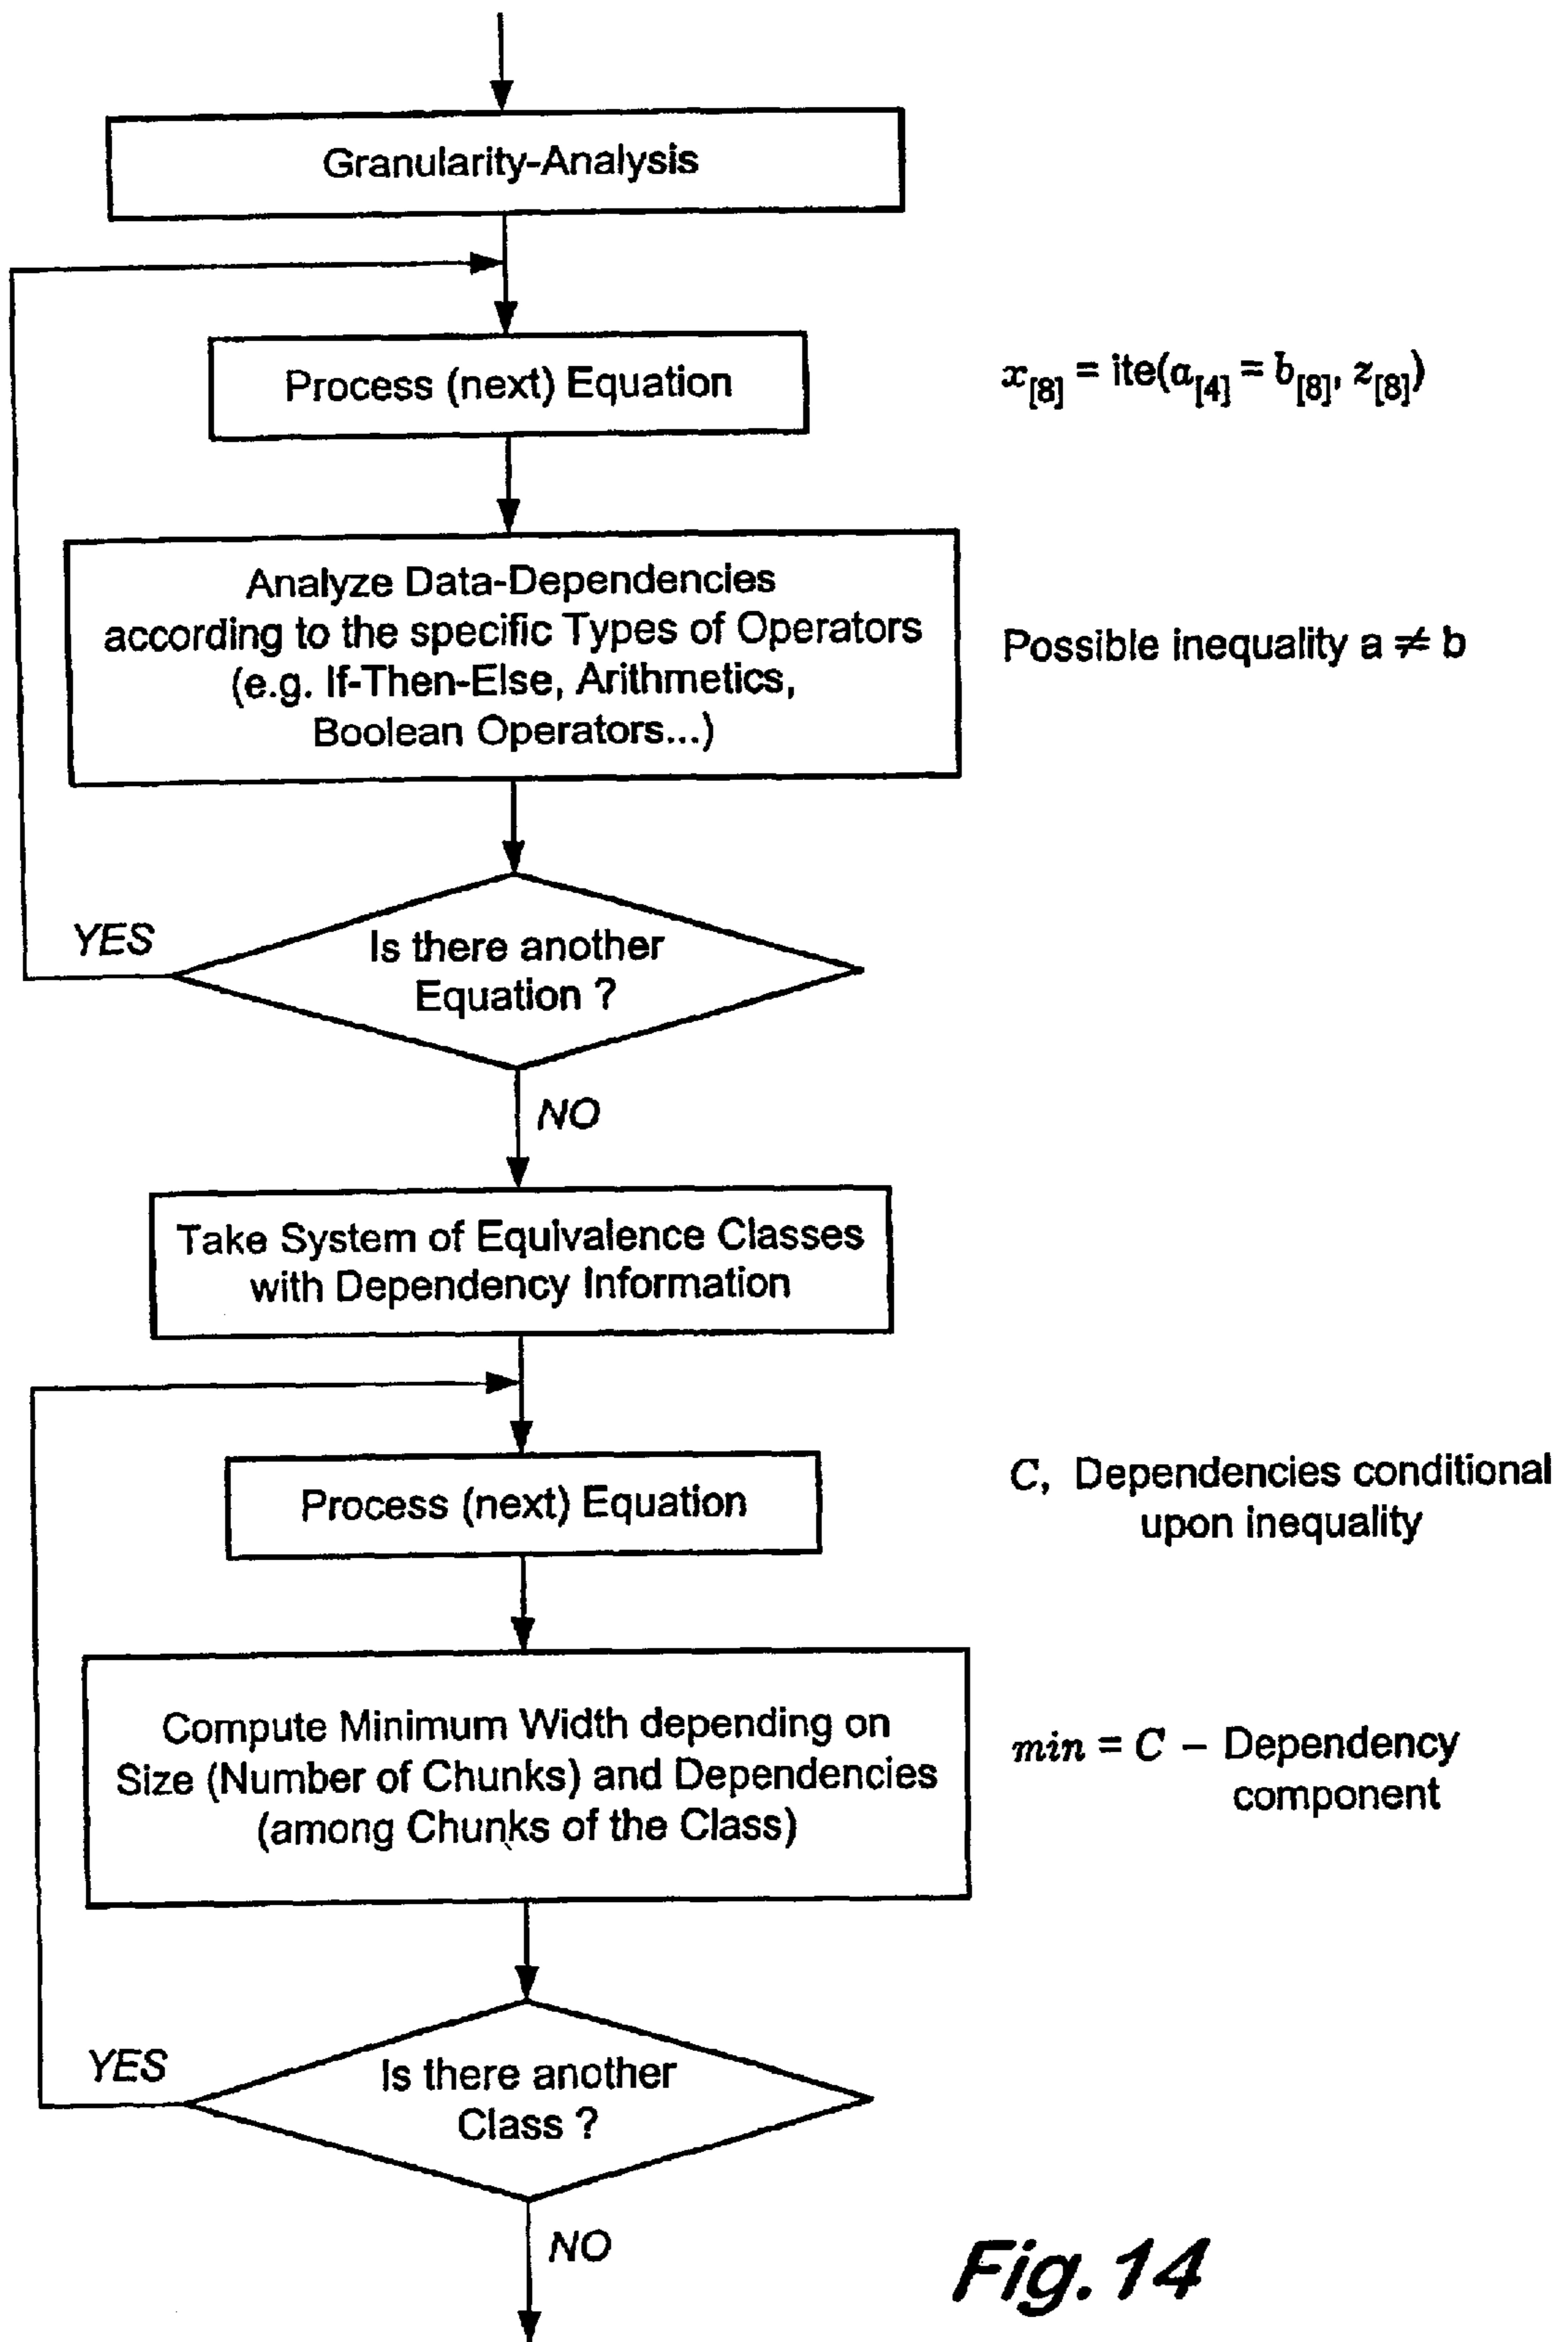 Granularity-Analysis
Process (next) Equation
x[8] = ite(a[4] = b[8], z[8])
Analyze Data-Dependencies
according to the specific Types of Operators
(e.g. If-Then-Else, Arithmetics,
Boolean Operators...)
Possible inequality a ≠ b
YES
Is there another
Equation ?
NO
Take System of Equivalence Classes
with Dependency Information
Process (next) Equation
C, Dependencies conditional
upon inequality
Compute Minimum Width depending on
Size (Number of Chunks) and Dependencies
(among Chunks of the Class)
min = C – Dependency
component
YES
Is there another
Class ?
NO
Fig. 14